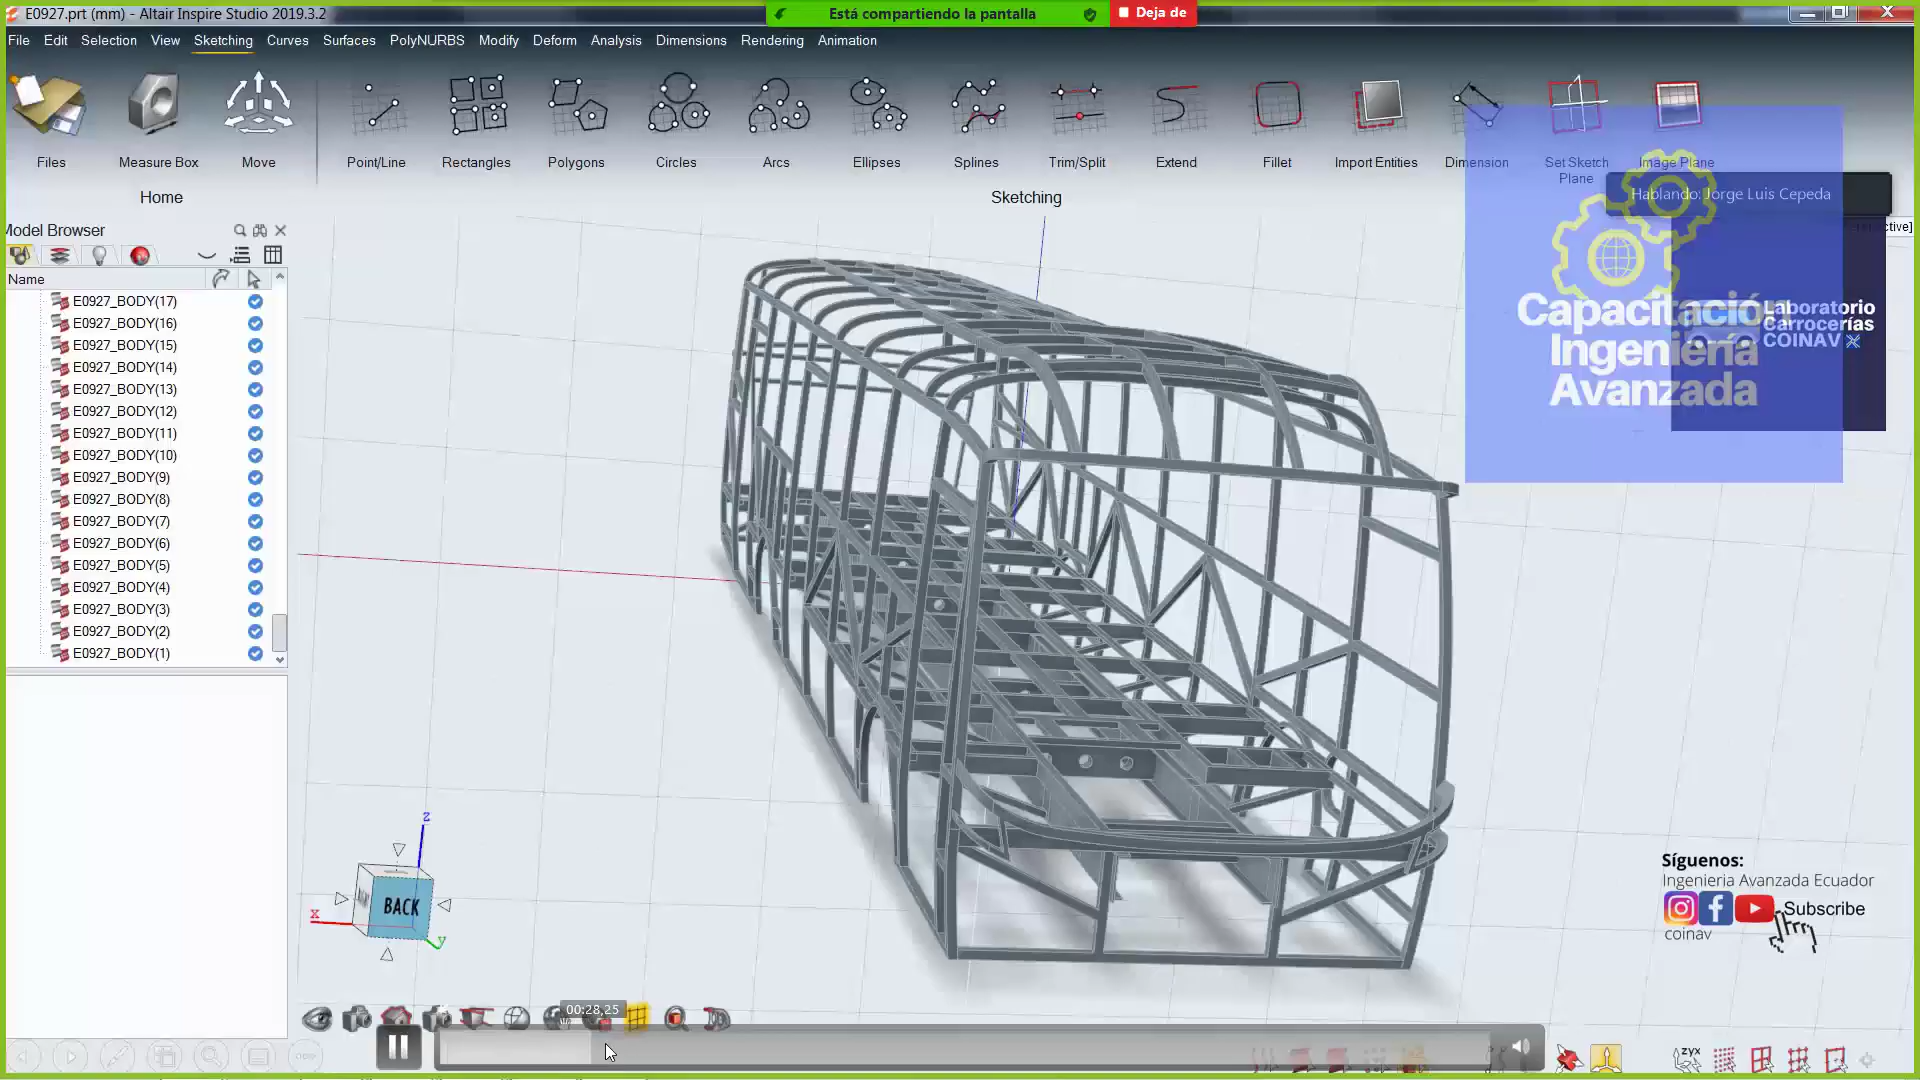 E0927.prt (mm) - Altair Inspire Studio 2019.3.2
Está compartiendo la pantalla
Deja de
File Edit Selection View Sketching Curves Surfaces PolyNURBS Modify Deform Analysis Dimensions Rendering Animation
Files Measure Box Move Point/Line Rectangles Polygons Circles Arcs Ellipses Splines Trim/Split Extend Fillet Import Entities Dimension Set Sketch Plane Image Plane
Home Sketching
Hablando: Jorge Luis Cepeda
Model Browser
Name
E0927_BODY(17)
E0927_BODY(16)
E0927_BODY(15)
E0927_BODY(14)
E0927_BODY(13)
E0927_BODY(12)
E0927_BODY(11)
E0927_BODY(10)
E0927_BODY(9)
E0927_BODY(8)
E0927_BODY(7)
E0927_BODY(6)
E0927_BODY(5)
E0927_BODY(4)
E0927_BODY(3)
E0927_BODY(2)
E0927_BODY(1)
Capacitació
Ingeniería
Avanzada
Laboratorio
Carrocerías
COINAV
z
BACK
x
y
Síguenos:
Ingenieria Avanzada Ecuador
Subscribe
coinav
00:28,25
zyx